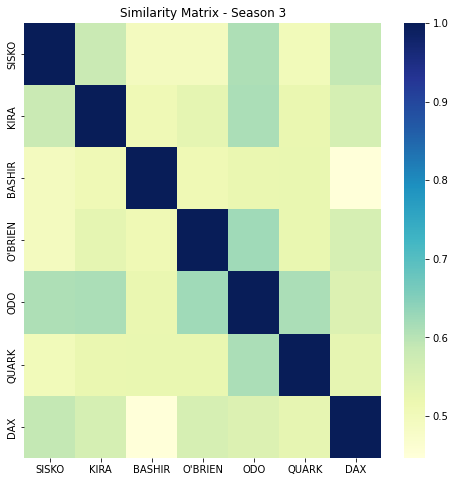 Similarity Matrix - Season 3
SISKO
KIRA
BASHIR
O'BRIEN
ODO
QUARK
DAX
SISKO KIRA BASHIR O'BRIEN ODO QUARK DAX
1.0
0.9
0.8
0.7
0.6
0.5